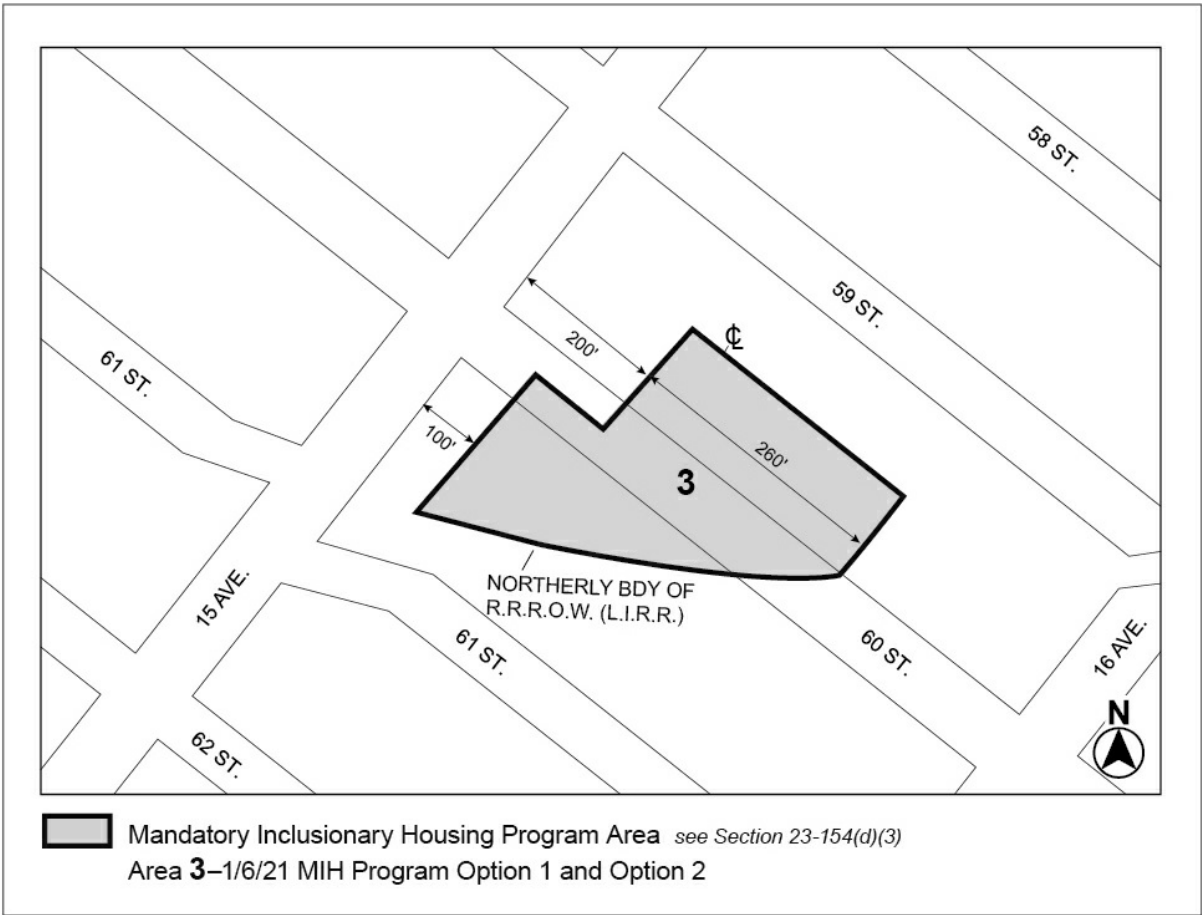 58 ST.
59 ST.
℄
200'
61 ST.
100'
260'
3
NORTHERLY BDY OF
R.R.R.O.W. (L.I.R.R.)
15 AVE.
61 ST.
60 ST.
16 AVE.
N
62 ST.
Mandatory Inclusionary Housing Program Area see Section 23-154(d)(3)
Area 3–1/6/21 MIH Program Option 1 and Option 2